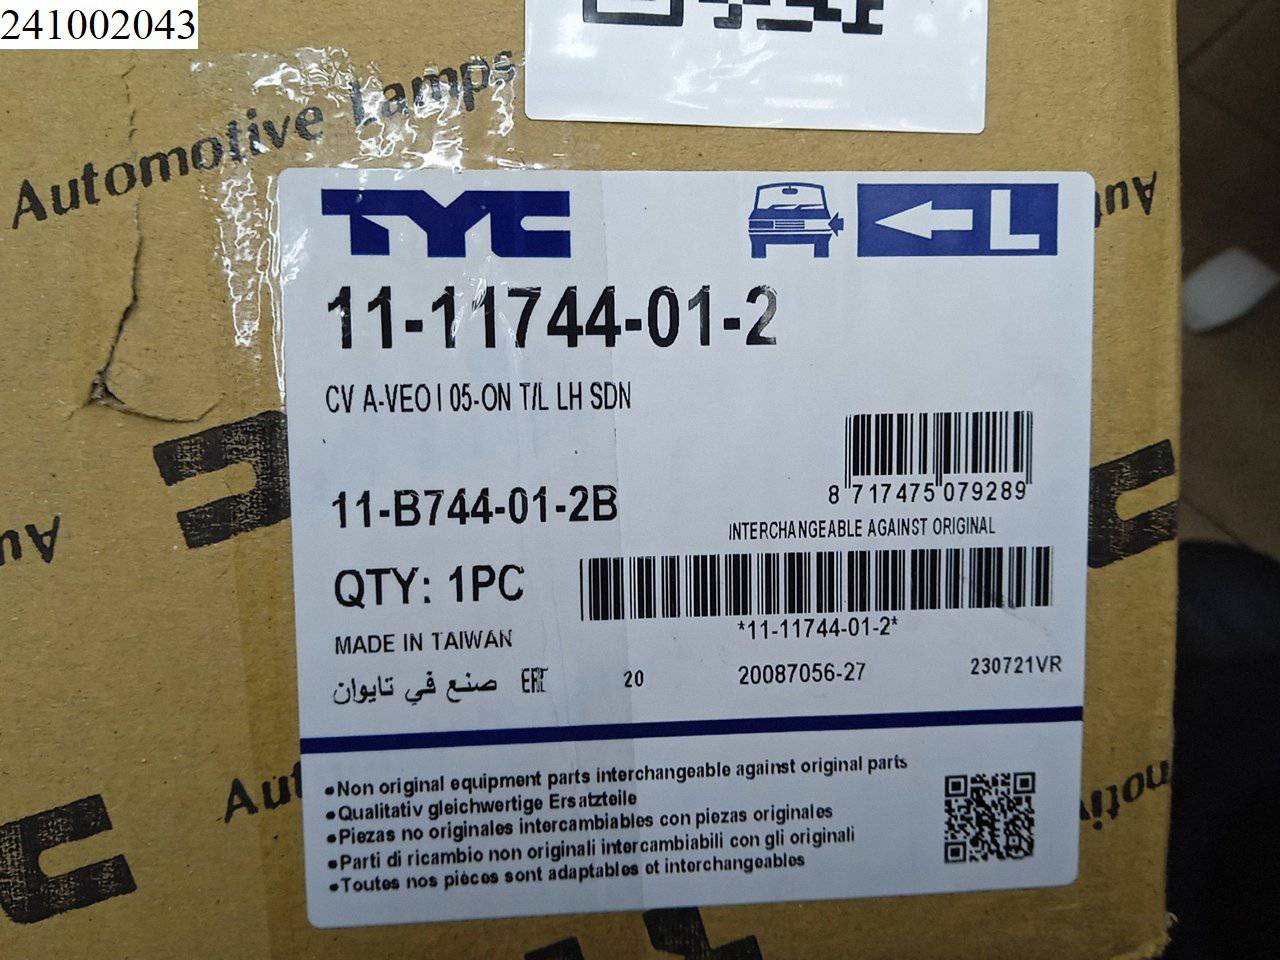 241002043
Automotive Lamps
TYC
L
11-11744-01-2
CV A-VEO I 05-ON T/L LH SDN
8 717475 079289
11-B744-01-2B
INTERCHANGEABLE AGAINST ORIGINAL
QTY: 1PC
*11-11744-01-2*
MADE IN TAIWAN
صنع في تايوان
20
20087056-27
230721VR
•Non original equipment parts interchangeable against original parts
•Qualitativ gleichwertige Ersatzteile
•Piezas no originales intercambiables con piezas originales
•Parti di ricambio non originali intercambiabili con gli originali
•Toutes nos pièces sont adaptables et interchangeables